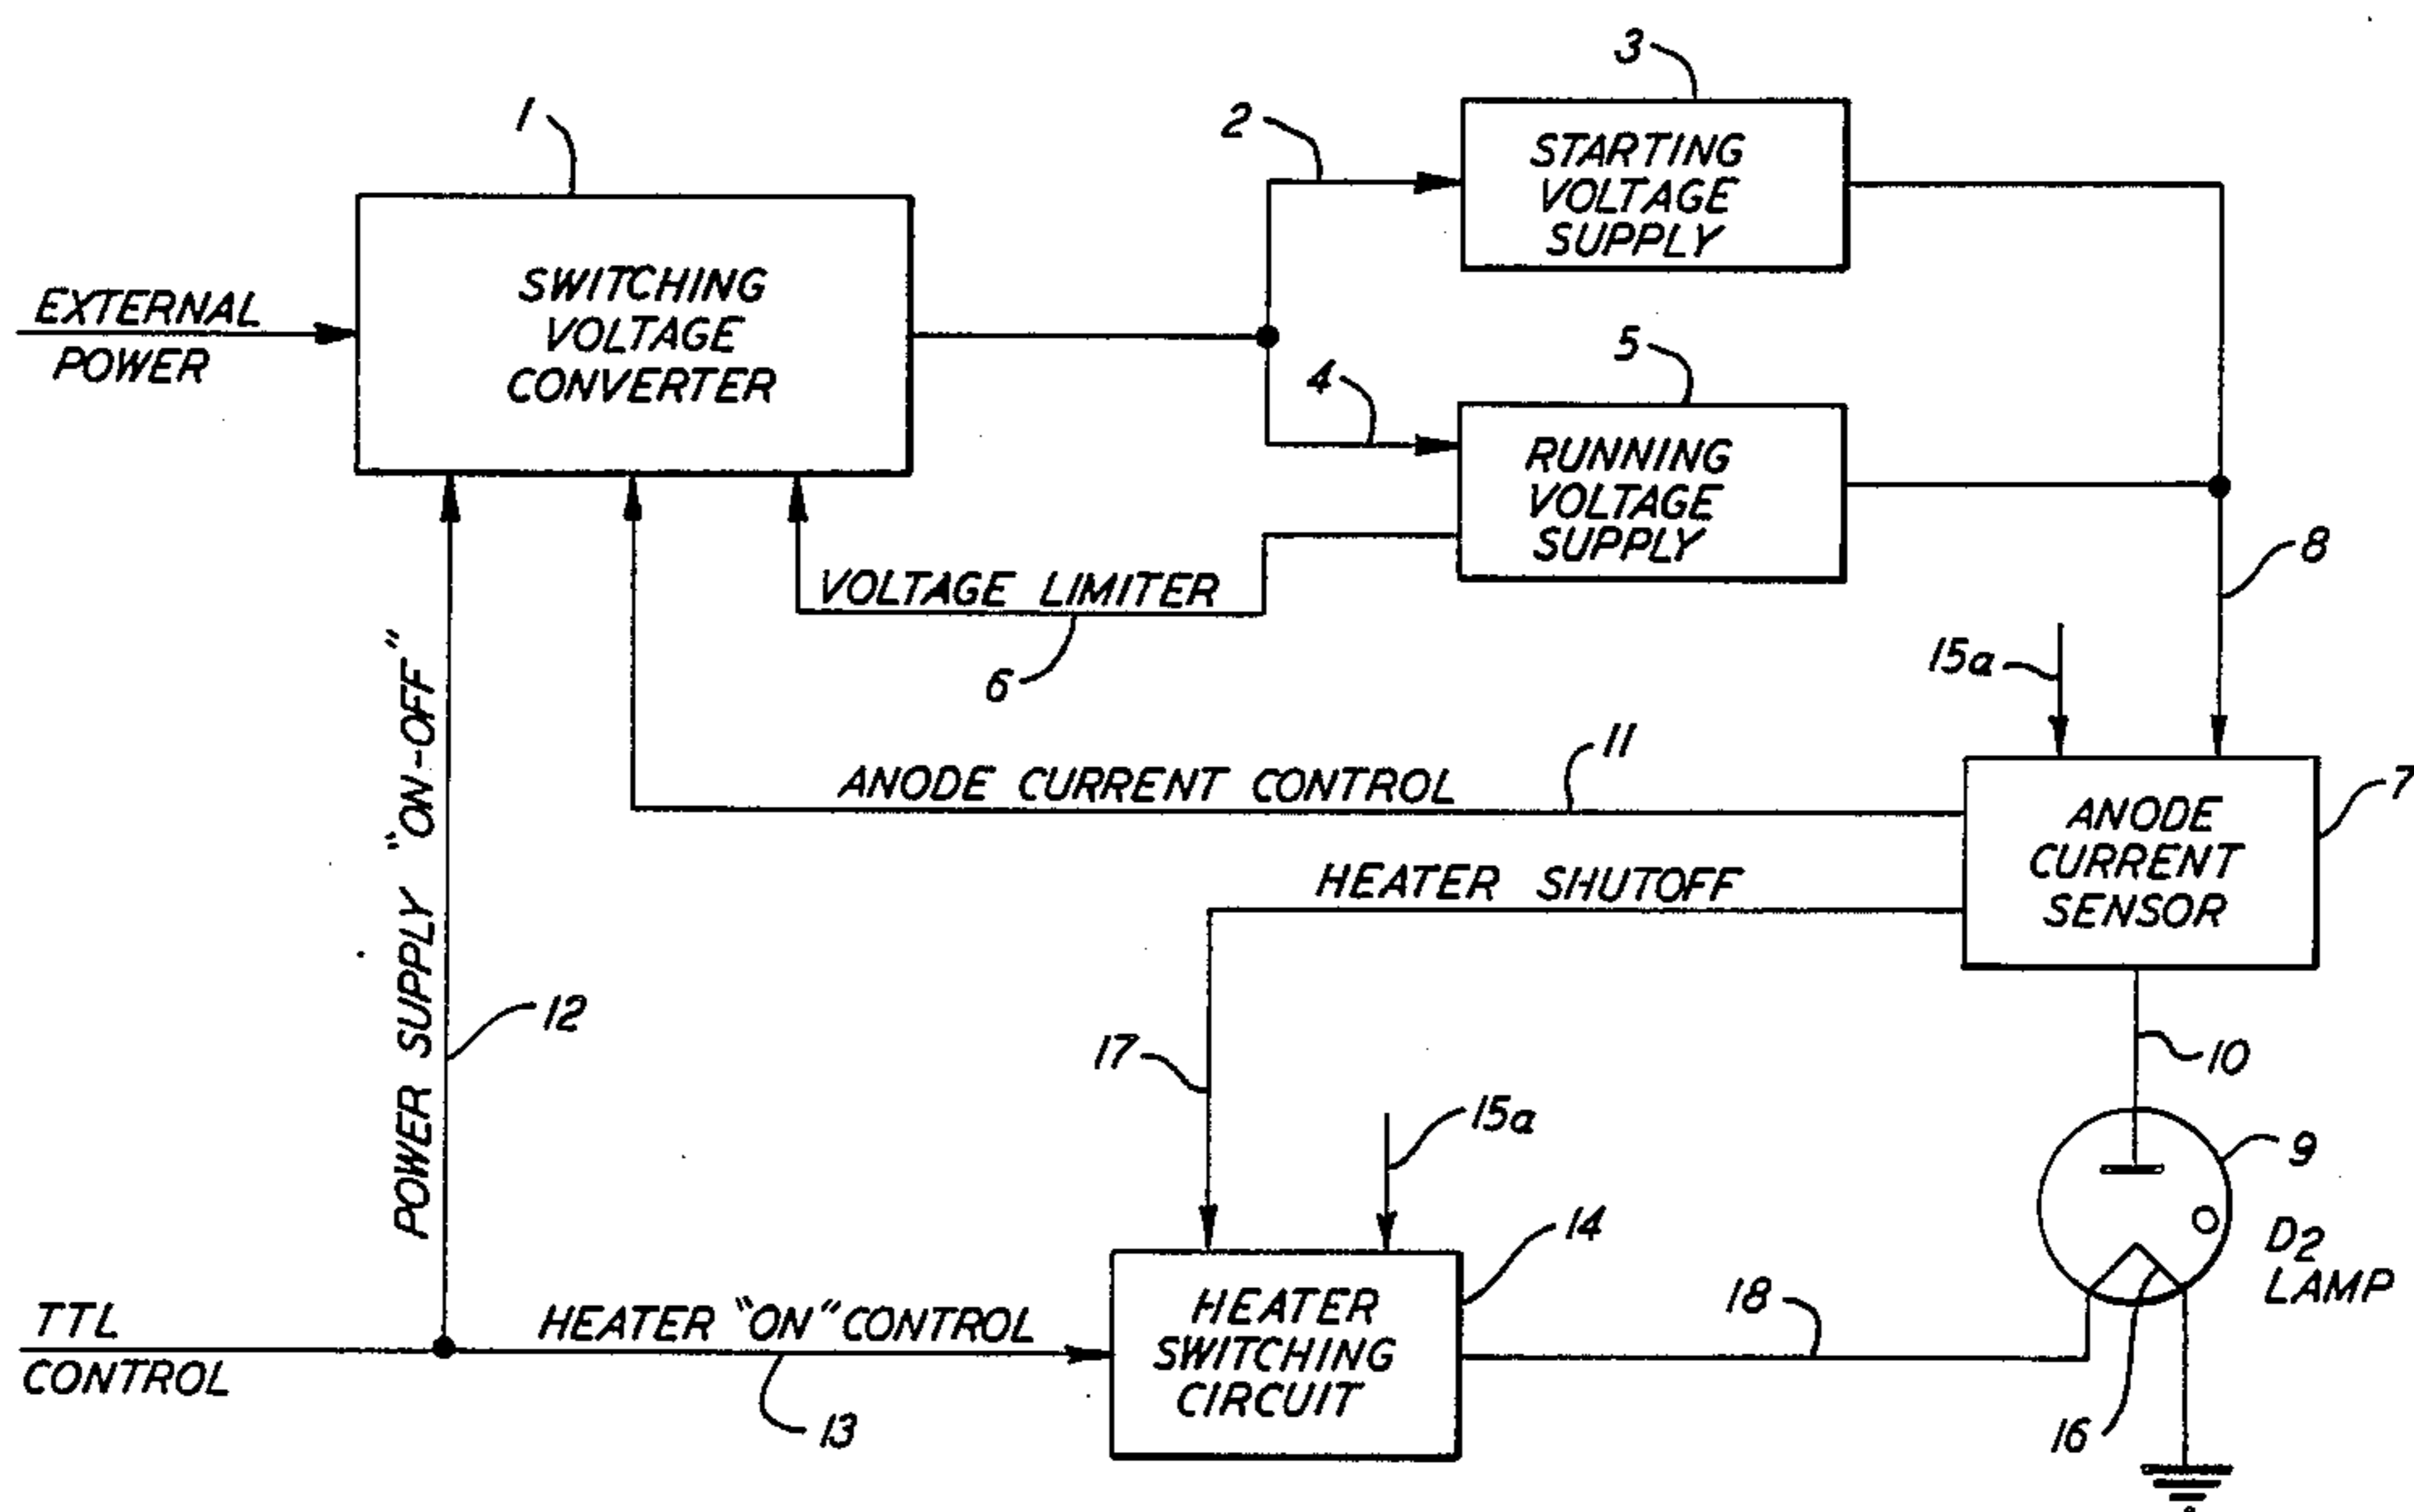 3
1
2
STARTING
VOLTAGE
SUPPLY
SWITCHING
VOLTAGE
CONVERTER
EXTERNAL
POWER
5
4
RUNNING
VOLTAGE
SUPPLY
8
VOLTAGE LIMITER
6
15a
POWER SUPPLY "ON-OFF"
11
ANODE CURRENT CONTROL
7
ANODE
CURRENT
SENSOR
HEATER SHUTOFF
12
17
10
15a
9
14
D2
LAMP
18
TTL
CONTROL
HEATER "ON" CONTROL
HEATER
SWITCHING
CIRCUIT
13
16